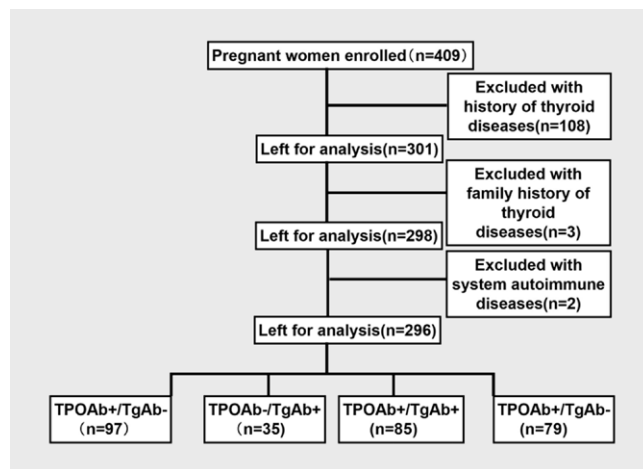 Pregnant women enrolled（n=409）
Excluded with
history of thyroid
diseases(n=108)
Left for analysis(n=301)
Excluded with
family history of
thyroid
diseases(n=3)
Left for analysis(n=298)
Excluded with
system autoimmune
diseases(n=2)
Left for analysis(n=296)
TPOAb+/TgAb-
（n=97）
TPOAb-/TgAb+
（n=35）
TPOAb+/TgAb+
(n=85)
TPOAb+/TgAb-
(n=79)